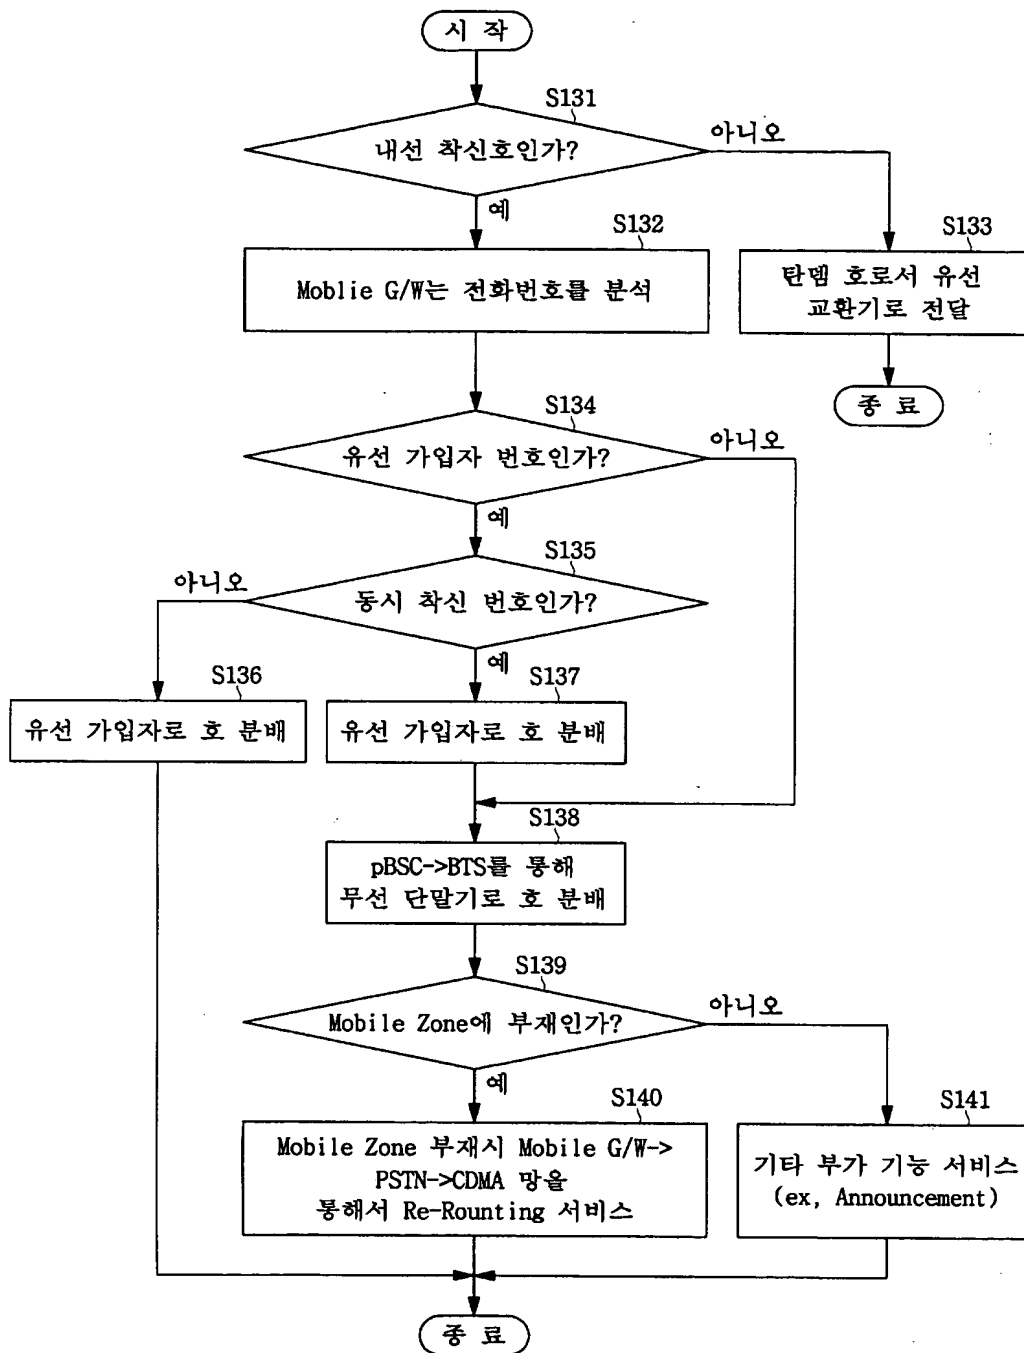 시 작
S131
내선 착신호인가?
아니오
예
S132
Moblie G/W는 전화번호를 분석
S133
탄뎀 호로서 유선
교환기로 전달
종 료
S134
유선 가입자 번호인가?
아니오
예
S135
동시 착신 번호인가?
아니오
예
S136
유선 가입자로 호 분배
S137
유선 가입자로 호 분배
S138
pBSC->BTS를 통해
무선 단말기로 호 분배
S139
Mobile Zone에 부재인가?
아니오
예
S140
Mobile Zone 부재시 Mobile G/W->
PSTN->CDMA 망을
통해서 Re-Rounting 서비스
S141
기타 부가 기능 서비스
(ex, Announcement)
종 료